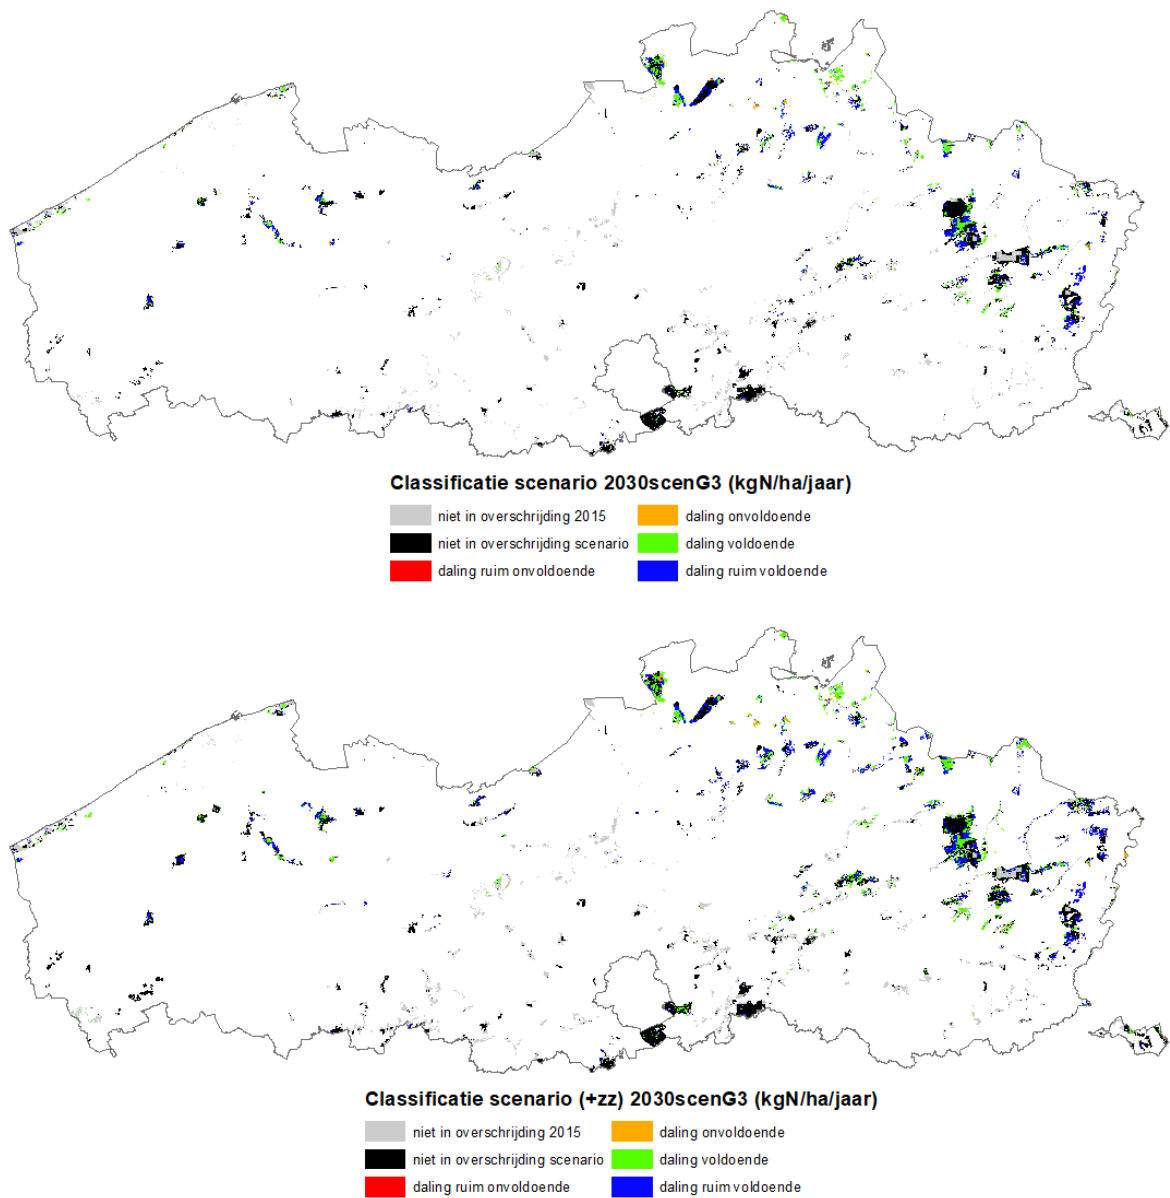 Classificatie scenario 2030scenG3 (kgN/ha/jaar)
niet in overschrijding 2015
daling onvoldoende
niet in overschrijding scenario
daling voldoende
daling ruim onvoldoende
daling ruim voldoende
Classificatie scenario (+zz) 2030scenG3 (kgN/ha/jaar)
niet in overschrijding 2015
daling onvoldoende
niet in overschrijding scenario
daling voldoende
daling ruim onvoldoende
daling ruim voldoende